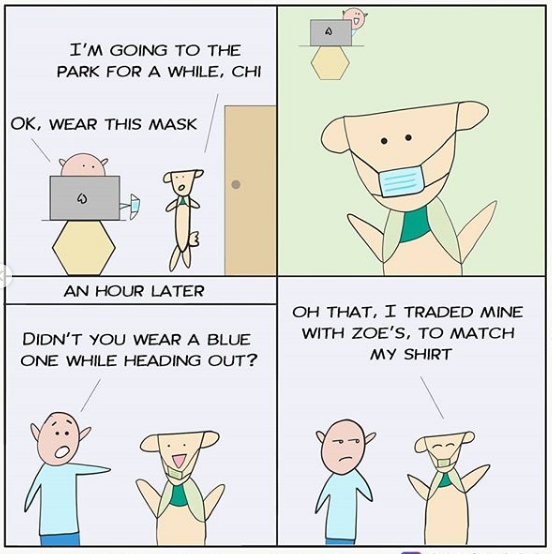 I'M GOING TO THE
PARK FOR A WHILE, CHI
OK, WEAR THIS MASK
AN HOUR LATER
DIDN'T YOU WEAR A BLUE
ONE WHILE HEADING OUT?
OH THAT, I TRADED MINE
WITH ZOE'S, TO MATCH
MY SHIRT